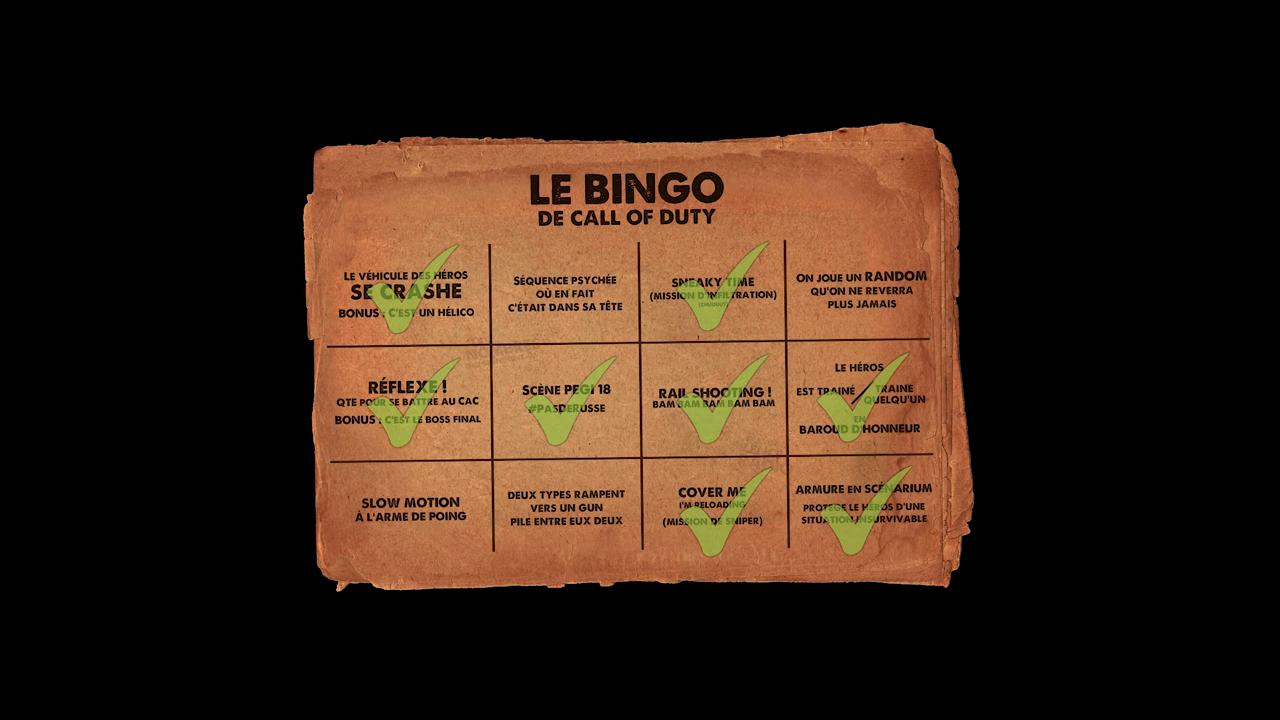 LE BINGO
DE CALL OF DUTY
LE VÉHICULE DES HÉROS
SE CRASHE
BONUS : C'EST UN HÉLICO
SÉQUENCE PSYCHÉE
OÙ EN FAIT
C'ÉTAIT DANS SA TÊTE
SNEAKY TIME
(MISSION D'INFILTRATION)
ON JOUE UN RANDOM
QU'ON NE REVERRA
PLUS JAMAIS
RÉFLEXE !
QTE POUR SE BATTRE AU CAC
BONUS : C'EST LE BOSS FINAL
SCÈNE PEGI 18
#PASDERUSSE
RAIL SHOOTING !
BAM BAM BAM BAM BAM
LE HÉROS
EST TRAINÉ / TRAINE
QUELQU'UN
EN
BAROUD D'HONNEUR
SLOW MOTION
À L'ARME DE POING
DEUX TYPES RAMPENT
VERS UN GUN
PILE ENTRE EUX DEUX
COVER ME
I'M RELOADING
(MISSION DE SNIPER)
ARMURE EN SCÉNARIUM
PROTÈGE LE HÉROS D'UNE
SITUATION INSURVIVABLE